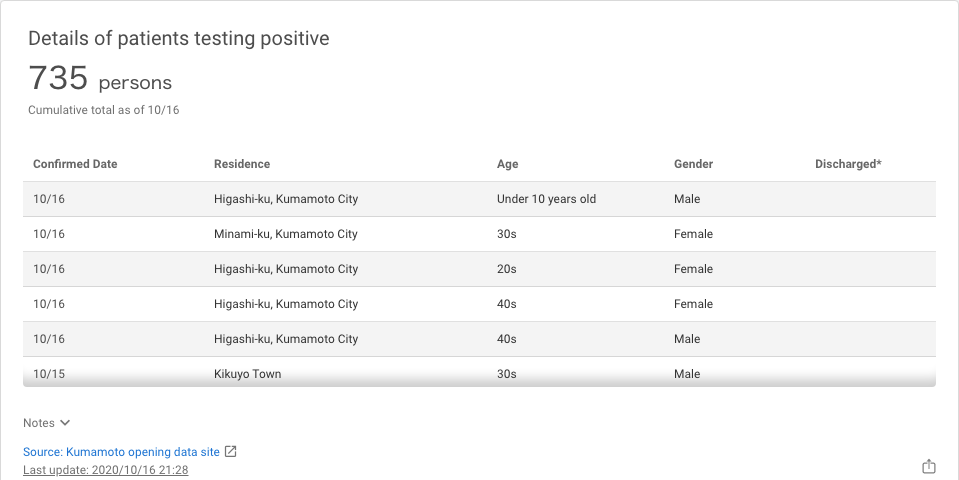 Details of patients testing positive
735 persons
Cumulative total as of 10/16
Confirmed Date Residence Age Gender Discharged*
10/16 Higashi-ku, Kumamoto City Under 10 years old Male
10/16 Minami-ku, Kumamoto City 30s Female
10/16 Higashi-ku, Kumamoto City 20s Female
10/16 Higashi-ku, Kumamoto City 40s Female
10/16 Higashi-ku, Kumamoto City 40s Male
10/15 Kikuyo Town 30s Male
Notes
Source: Kumamoto opening data site
Last update: 2020/10/16 21:28